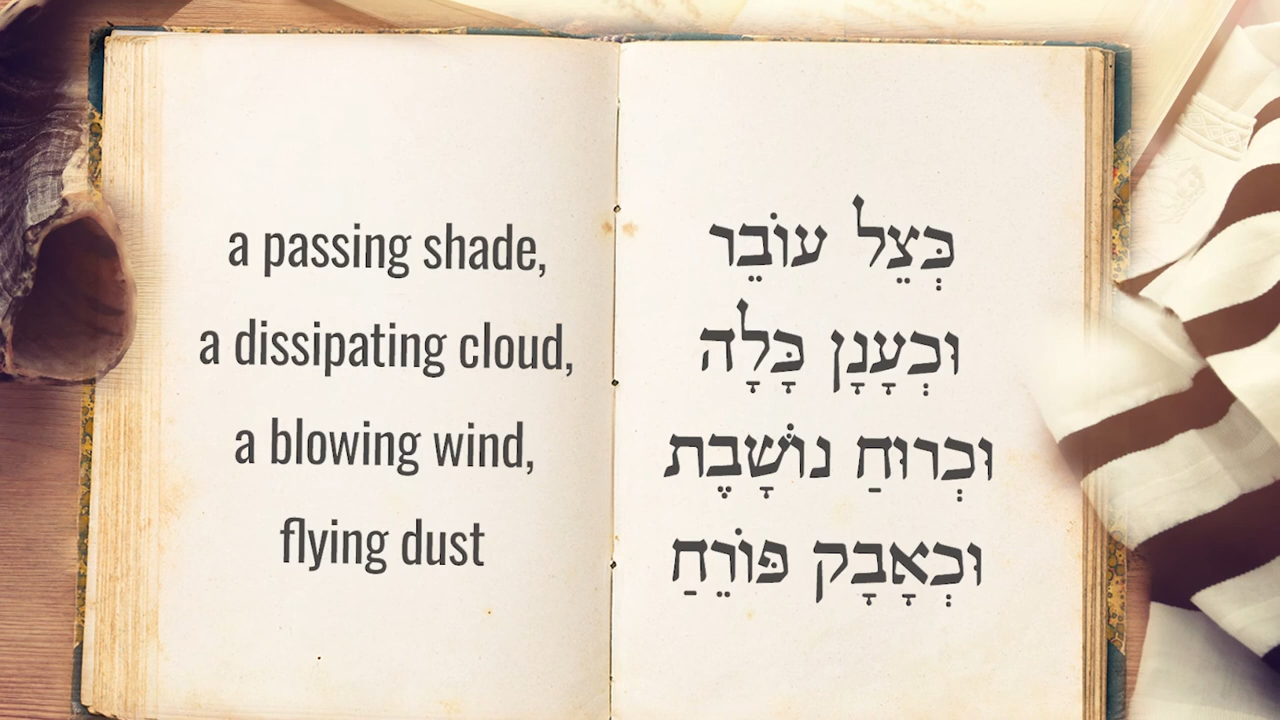 a passing shade,
a dissipating cloud,
a blowing wind,
flying dust
כְּצֵל עוֹבֵר
וּכְעָנָן כָּלָה
וּכְרוּחַ נוֹשָׁבֶת
וּכְאָבָק פּוֹרֵחַ